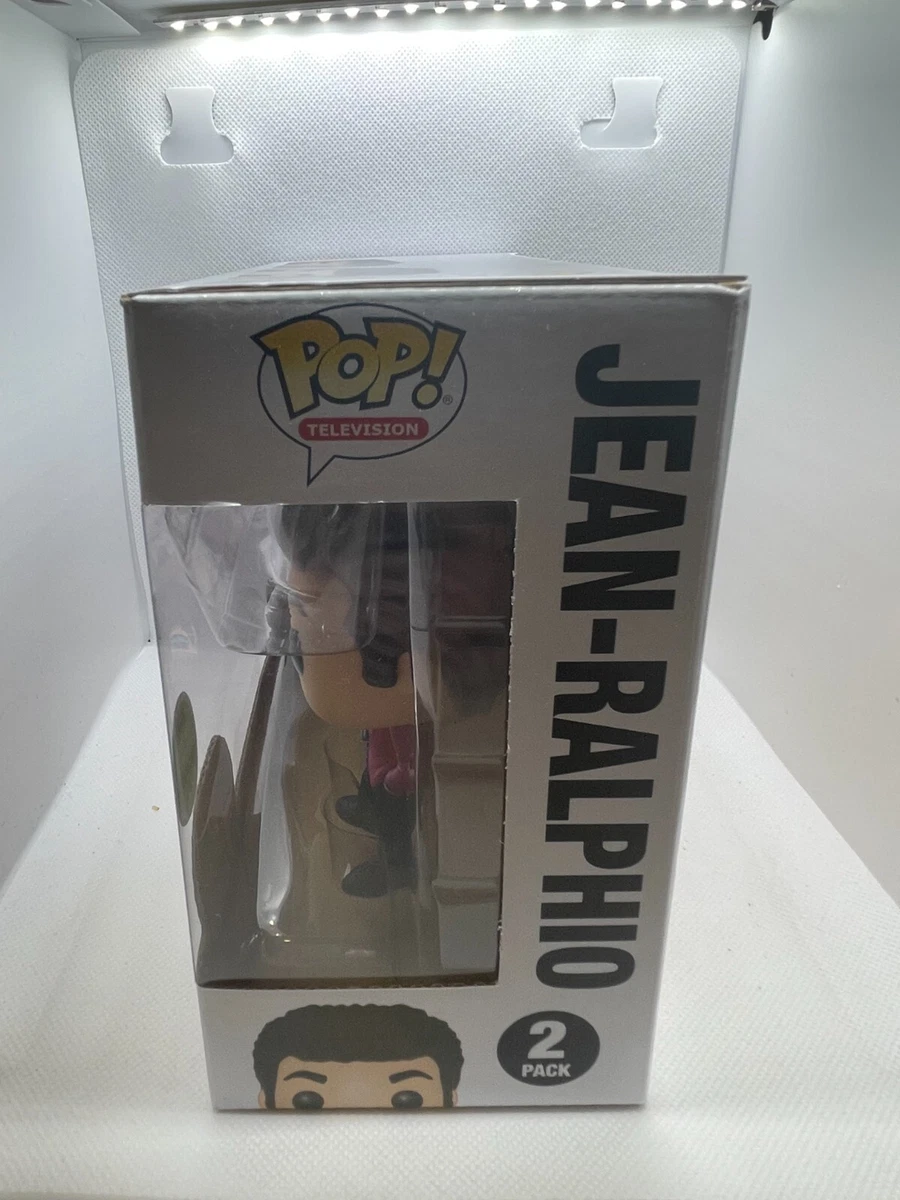 POP!®
TELEVISION
JEAN-RALPHIO
2
PACK